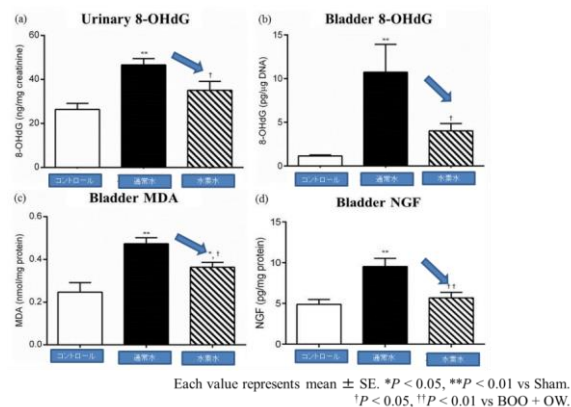 (a) Urinary 8-OHdG
8-OHdG (ng/mg creatinine)
60
40
20
0
**
†
コントロール 通常水 水素水
(b) Bladder 8-OHdG
8-OHdG (pg/μg DNA)
15
10
5
0
**
†
コントロール 通常水 水素水
(c) Bladder MDA
MDA (nmol/mg protein)
0.6
0.4
0.2
0.0
**
*, †
コントロール 通常水 水素水
(d) Bladder NGF
NGF (pg/mg protein)
15
10
5
0
**
††
コントロール 通常水 水素水
Each value represents mean ± SE. *P < 0.05, **P < 0.01 vs Sham.
†P < 0.05, ††P < 0.01 vs BOO + OW.